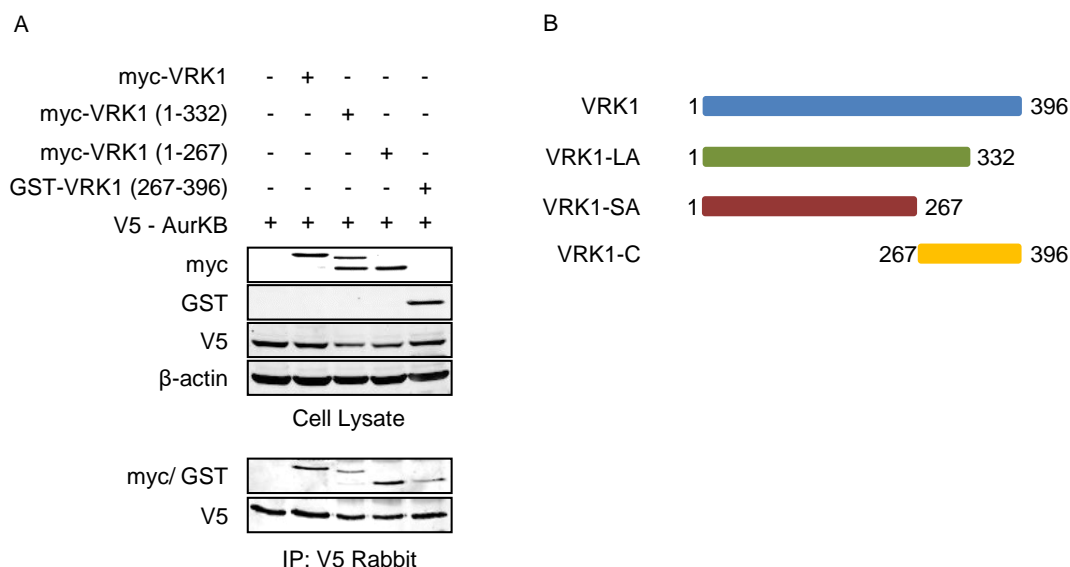 A
myc-VRK1 - + - - -
myc-VRK1 (1-332) - - + - -
myc-VRK1 (1-267) - - - + -
GST-VRK1 (267-396) - - - - +
V5 - AurKB + + + + +
myc
GST
V5
β-actin
Cell Lysate
myc/ GST
V5
IP: V5 Rabbit
B
VRK1 1 396
VRK1-LA 1 332
VRK1-SA 1 267
VRK1-C 267 396